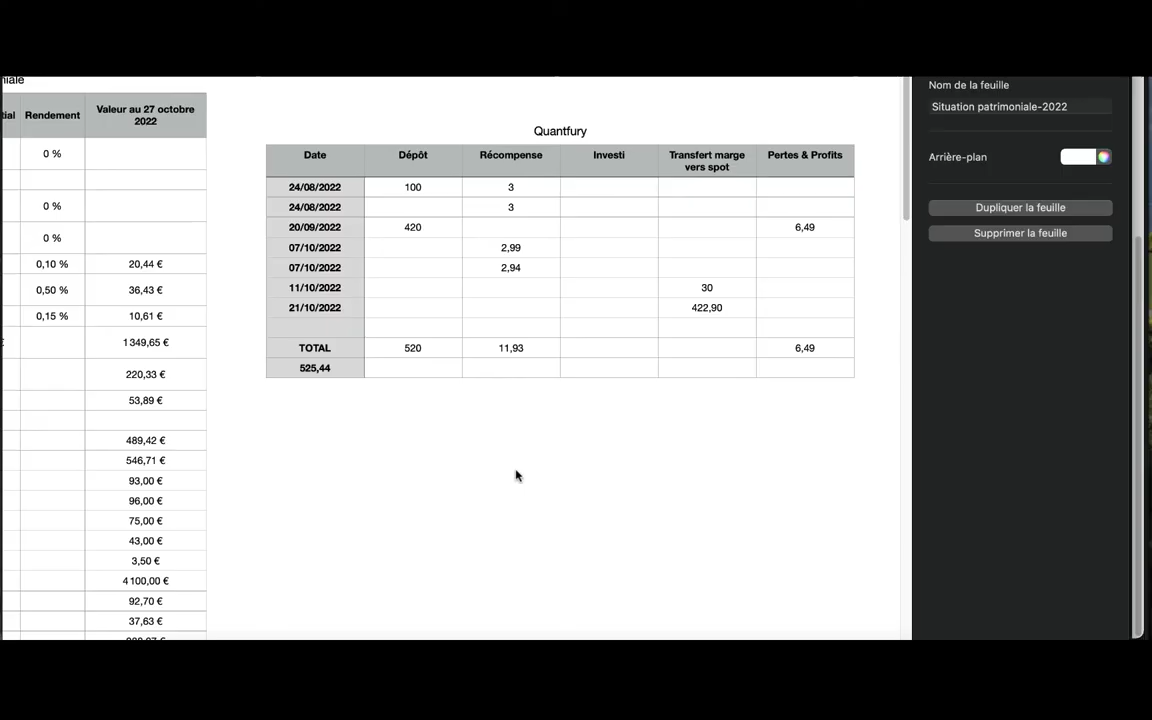 niale
tial Rendement Valeur au 27 octobre
2022
0 %
0 %
0 %
0,10 % 20,44 €
0,50 % 36,43 €
0,15 % 10,61 €
€ 1 349,65 €
220,33 €
53,89 €
489,42 €
546,71 €
93,00 €
96,00 €
75,00 €
43,00 €
3,50 €
4 100,00 €
92,70 €
37,63 €
Quantfury
Date Dépôt Récompense Investi Transfert marge
vers spot Pertes & Profits
24/08/2022 100 3
24/08/2022 3
20/09/2022 420 6,49
07/10/2022 2,99
07/10/2022 2,94
11/10/2022 30
21/10/2022 422,90
TOTAL 520 11,93 6,49
525,44
Nom de la feuille
Situation patrimoniale-2022
Arrière-plan
Dupliquer la feuille
Supprimer la feuille